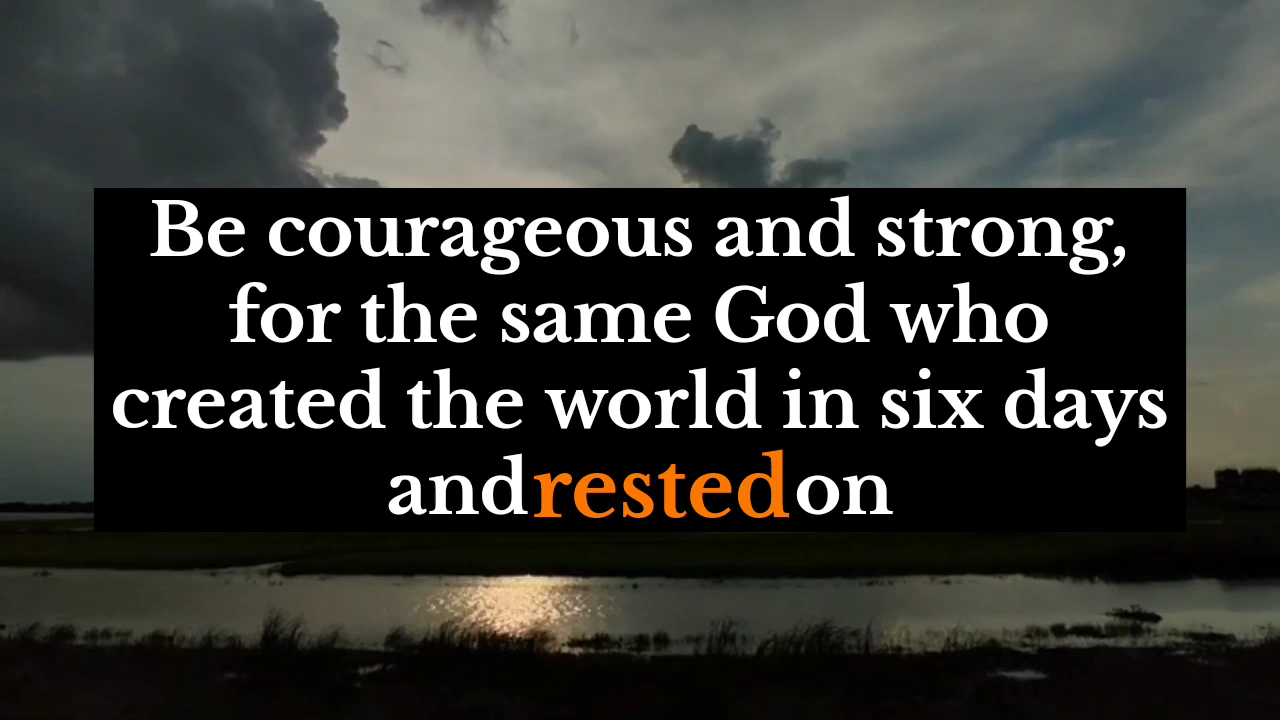 Be courageous and strong,
for the same God who
created the world in six days
and rested on